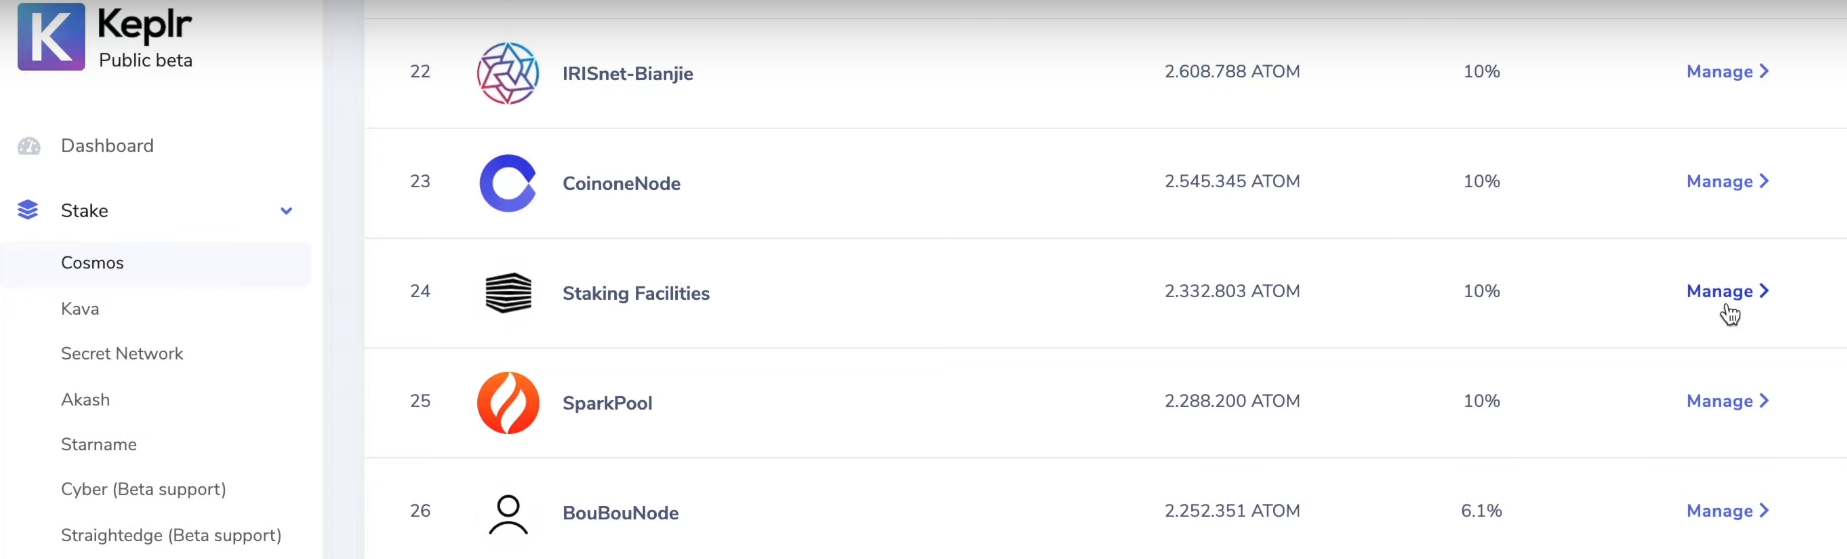 Keplr
Public beta
Dashboard
Stake
Cosmos
Kava
Secret Network
Akash
Starname
Cyber (Beta support)
Straightedge (Beta support)
22 IRISnet-Bianjie 2.608.788 ATOM 10% Manage
23 CoinoneNode 2.545.345 ATOM 10% Manage
24 Staking Facilities 2.332.803 ATOM 10% Manage
25 SparkPool 2.288.200 ATOM 10% Manage
26 BouBouNode 2.252.351 ATOM 6.1% Manage